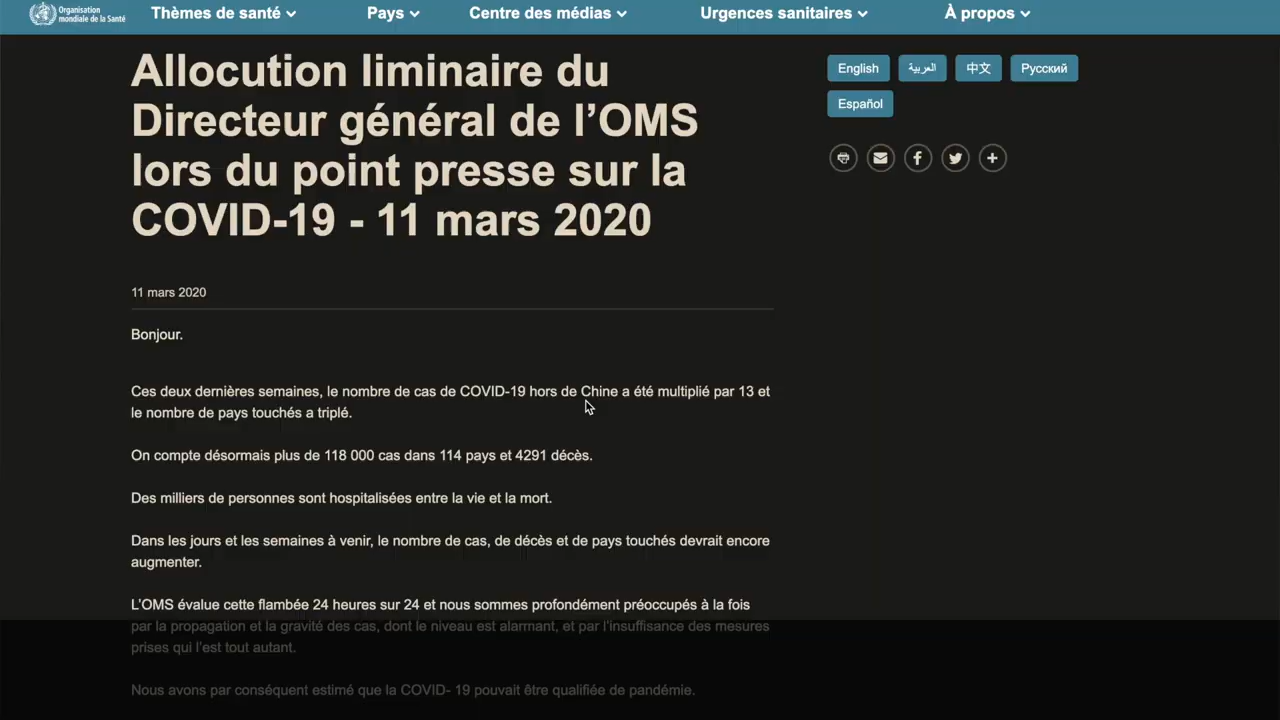 Organisation
mondiale de la Santé
Thèmes de santé
Pays
Centre des médias
Urgences sanitaires
À propos
Allocution liminaire du
Directeur général de l’OMS
lors du point presse sur la
COVID-19 - 11 mars 2020
English
العربية
中文
Русский
Español
11 mars 2020
Bonjour.
Ces deux dernières semaines, le nombre de cas de COVID-19 hors de Chine a été multiplié par 13 et
le nombre de pays touchés a triplé.
On compte désormais plus de 118 000 cas dans 114 pays et 4291 décès.
Des milliers de personnes sont hospitalisées entre la vie et la mort.
Dans les jours et les semaines à venir, le nombre de cas, de décès et de pays touchés devrait encore
augmenter.
L’OMS évalue cette flambée 24 heures sur 24 et nous sommes profondément préoccupés à la fois
par la propagation et la gravité des cas, dont le niveau est alarmant, et par l’insuffisance des mesures
prises qui l’est tout autant.
Nous avons par conséquent estimé que la COVID- 19 pouvait être qualifiée de pandémie.